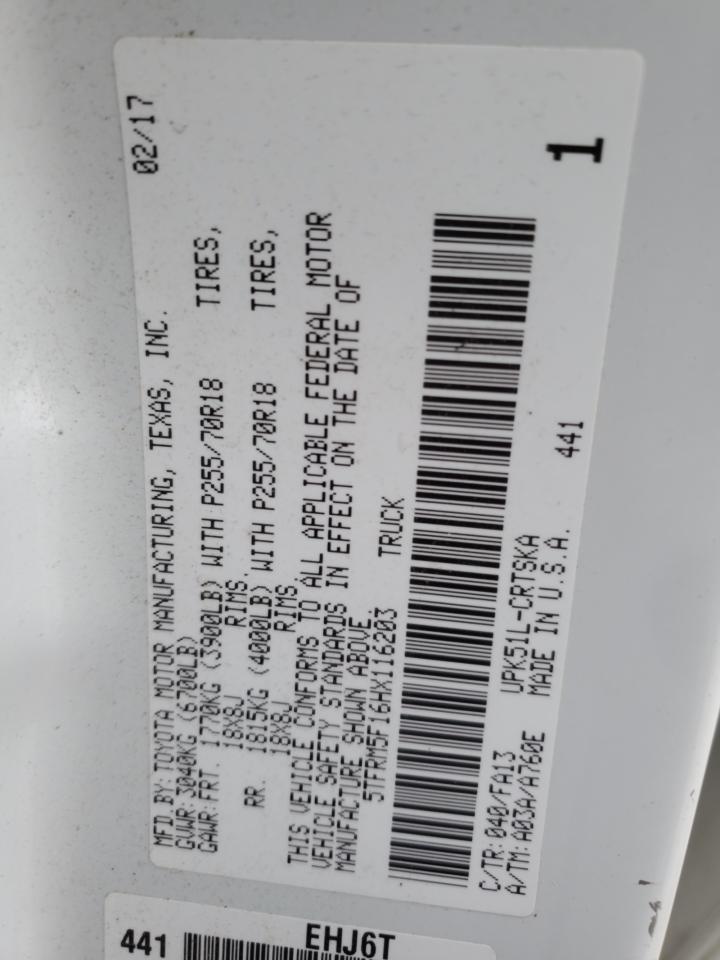 MFD.BY: TOYOTA MOTOR MANUFACTURING, TEXAS, INC. 02/17
GVWR: 3040KG (6700LB)
GAWR: FRT. 1770KG (3900LB) WITH P255/70R18 TIRES,
18X8J RIMS.
RR. 1815KG (4000LB) WITH P255/70R18 TIRES,
18X8J RIMS.
THIS VEHICLE CONFORMS TO ALL APPLICABLE FEDERAL MOTOR
VEHICLE SAFETY STANDARDS IN EFFECT ON THE DATE OF
MANUFACTURE SHOWN ABOVE.
5TFRM5F16HX116203 TRUCK
1
C/TR: 040/FA13 UPK51L-CRTSKA 441
A/TM: A03A/A760E MADE IN U.S.A.
441 EHJ6T